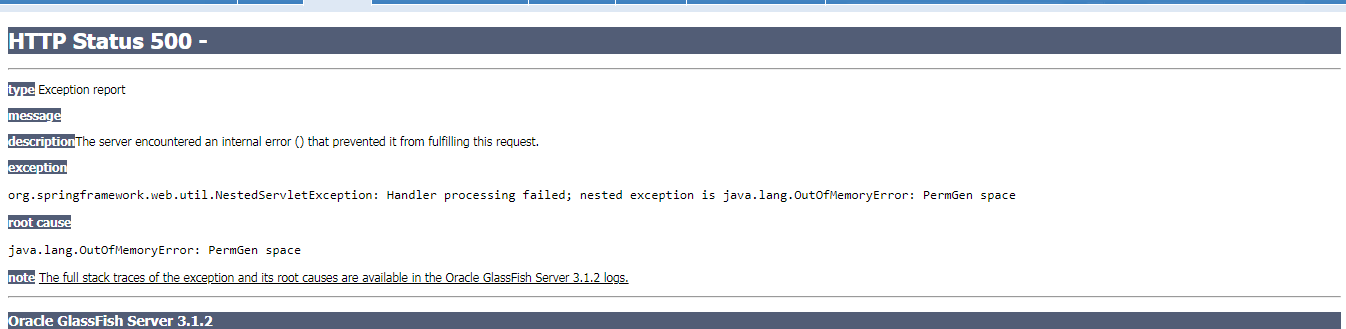 HTTP Status 500 -
type Exception report
message
descriptionThe server encountered an internal error () that prevented it from fulfilling this request.
exception
org.springframework.web.util.NestedServletException: Handler processing failed; nested exception is java.lang.OutOfMemoryError: PermGen space
root cause
java.lang.OutOfMemoryError: PermGen space
note The full stack traces of the exception and its root causes are available in the Oracle GlassFish Server 3.1.2 logs.
Oracle GlassFish Server 3.1.2